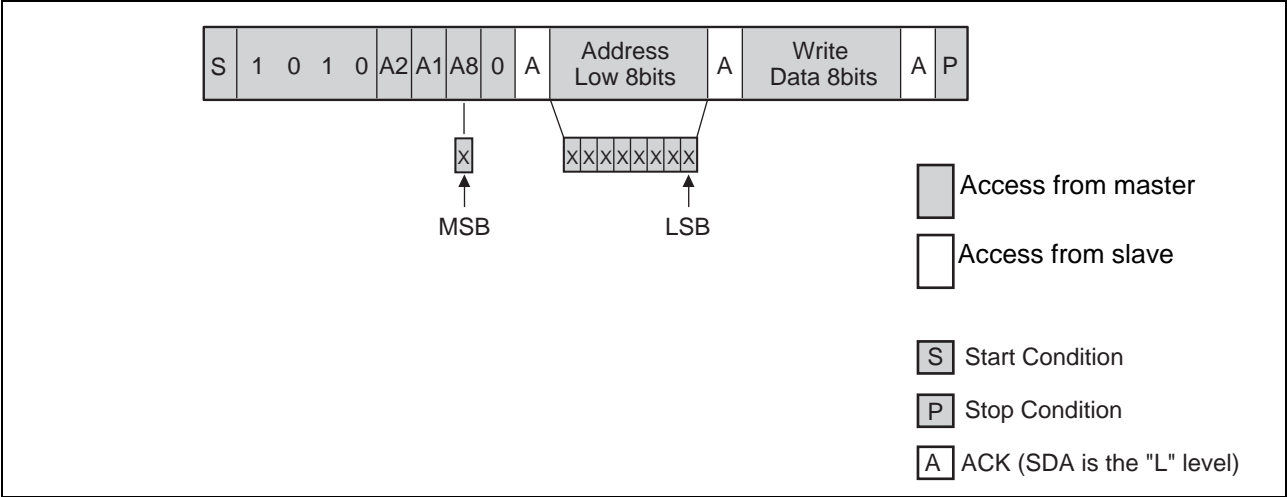 S 1 0 1 0 A2 A1 A8 0 A Address Low 8bits A Write Data 8bits A P
X XXXXXXXX
MSB LSB
Access from master
Access from slave
S Start Condition
P Stop Condition
A ACK (SDA is the "L" level)